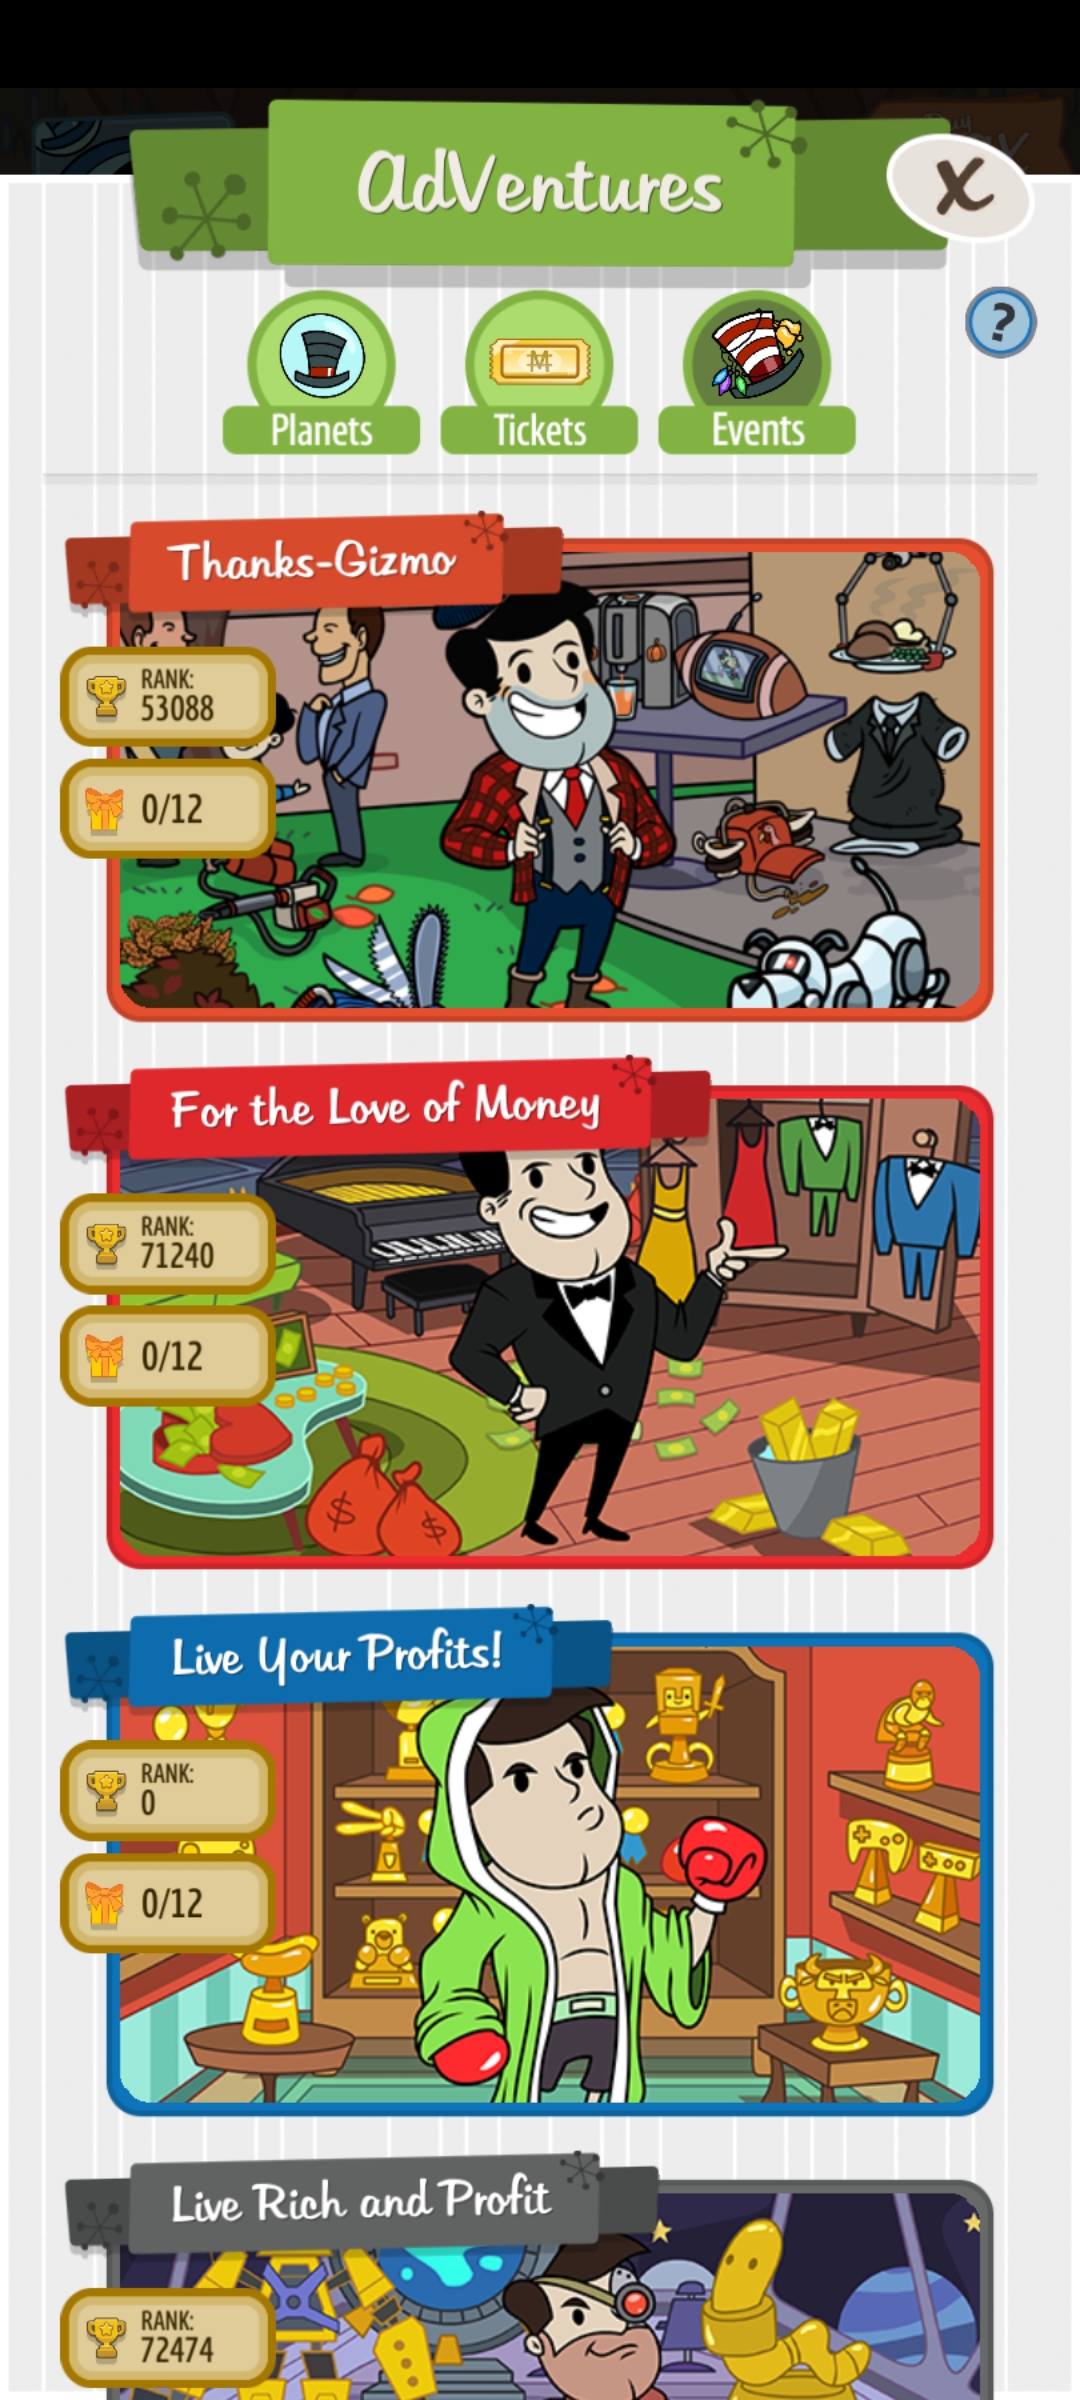 AdVentures
X
?
Planets
Tickets
Events
Thanks-Gizmo
RANK:
53088
0/12
For the Love of Money
RANK:
71240
0/12
$
$
Live Your Profits!
RANK:
0
0/12
Live Rich and Profit
RANK:
72474